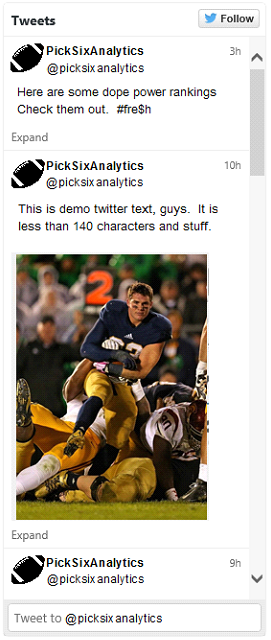 Tweets
Follow
PickSixAnalytics 3h
@picksixanalytics
Here are some dope power rankings
Check them out. #fre$h
Expand
PickSixAnalytics 10h
@picksixanalytics
This is demo twitter text, guys. It is
less than 140 characters and stuff.
2
Expand
PickSixAnalytics 9h
@picksixanalytics
Tweet to @picksixanalytics